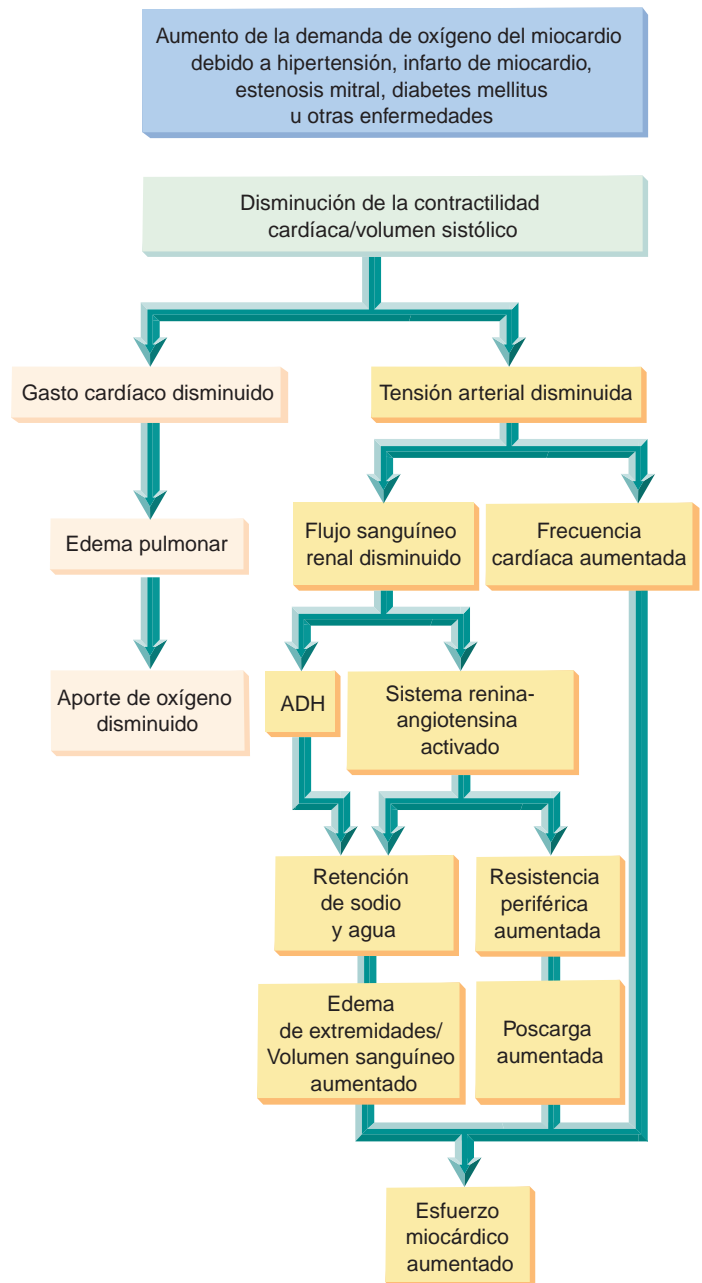 Aumento de la demanda de oxígeno del miocardio
debido a hipertensión, infarto de miocardio,
estenosis mitral, diabetes mellitus
u otras enfermedades
Disminución de la contractilidad
cardíaca/volumen sistólico
Gasto cardíaco disminuido
Tensión arterial disminuida
Edema pulmonar
Flujo sanguíneo
renal disminuido
Frecuencia
cardíaca aumentada
Aporte de oxígeno
disminuido
ADH
Sistema renina-
angiotensina
activado
Retención
de sodio
y agua
Resistencia
periférica
aumentada
Edema
de extremidades/
Volumen sanguíneo
aumentado
Poscarga
aumentada
Esfuerzo
miocárdico
aumentado